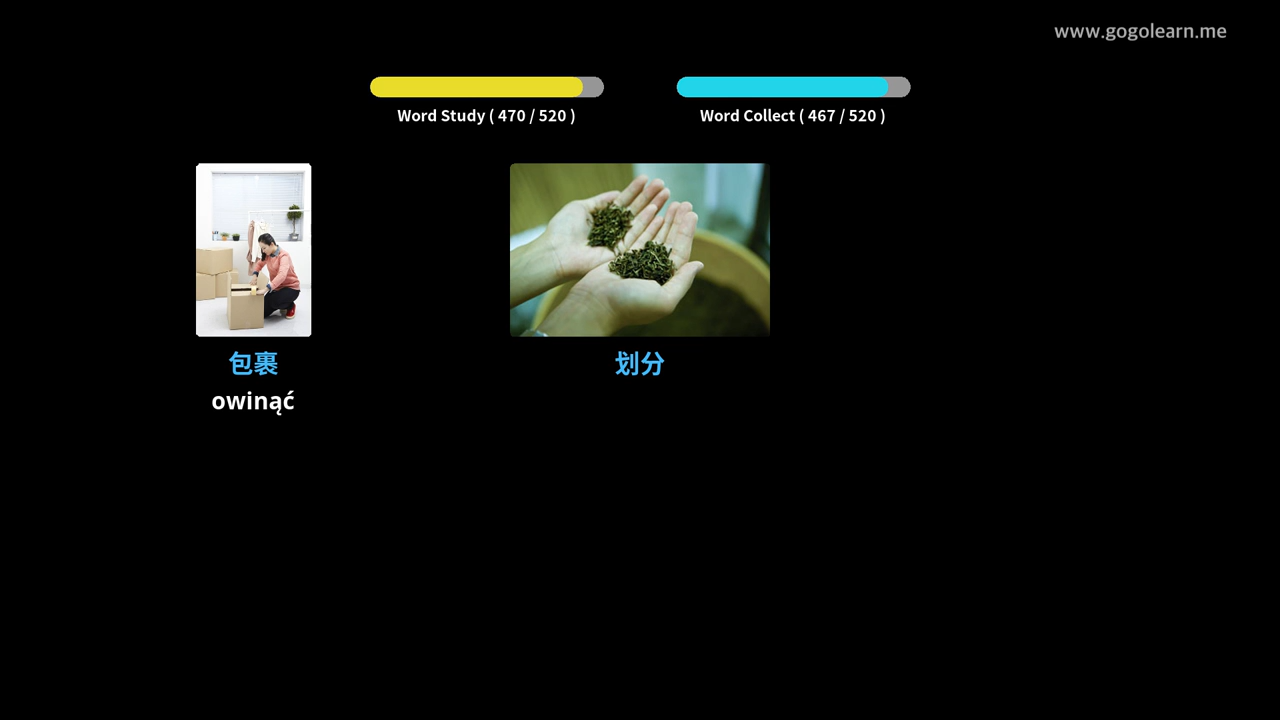 www.gogolearn.me
Word Study ( 470 / 520 )
Word Collect ( 467 / 520 )
包裹
owinąć
划分